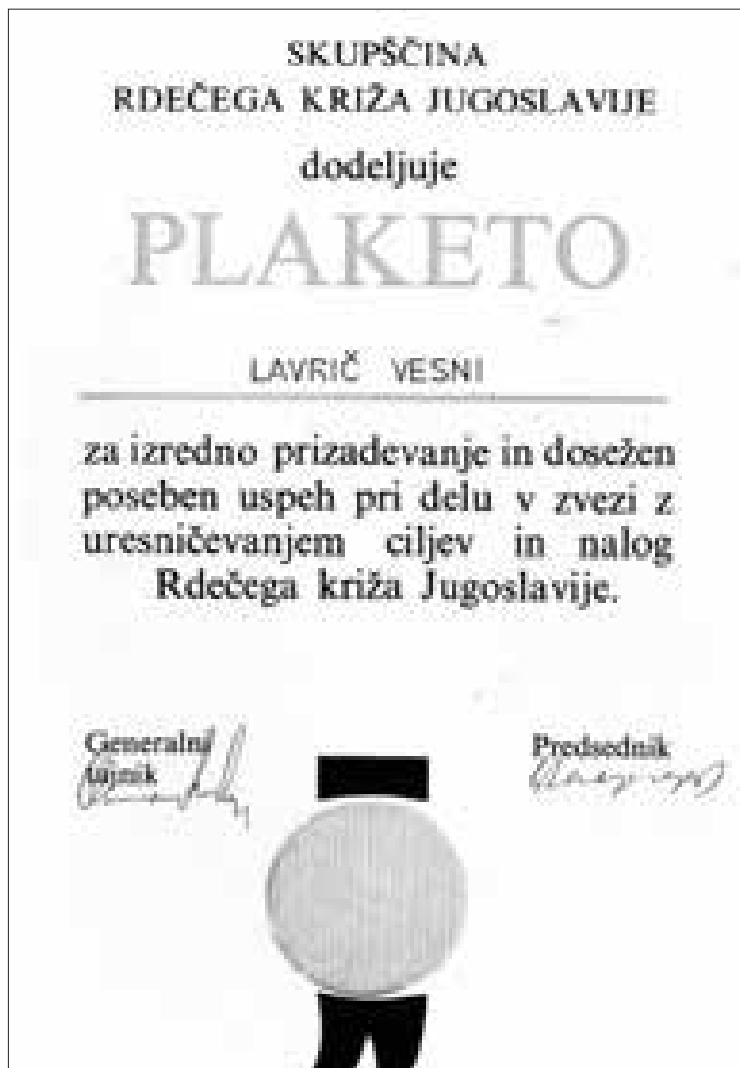 SKUPŠČINA
RDEČEGA KRIŽA JUGOSLAVIJE
dodeljuje
PLAKETO
LAVRIČ VESNI
za izredno prizadevanje in dosežen
poseben uspeh pri delu v zvezi z
uresničevanjem ciljev in nalog
Rdečega križa Jugoslavije.
Generalni
tajnik
Predsednik